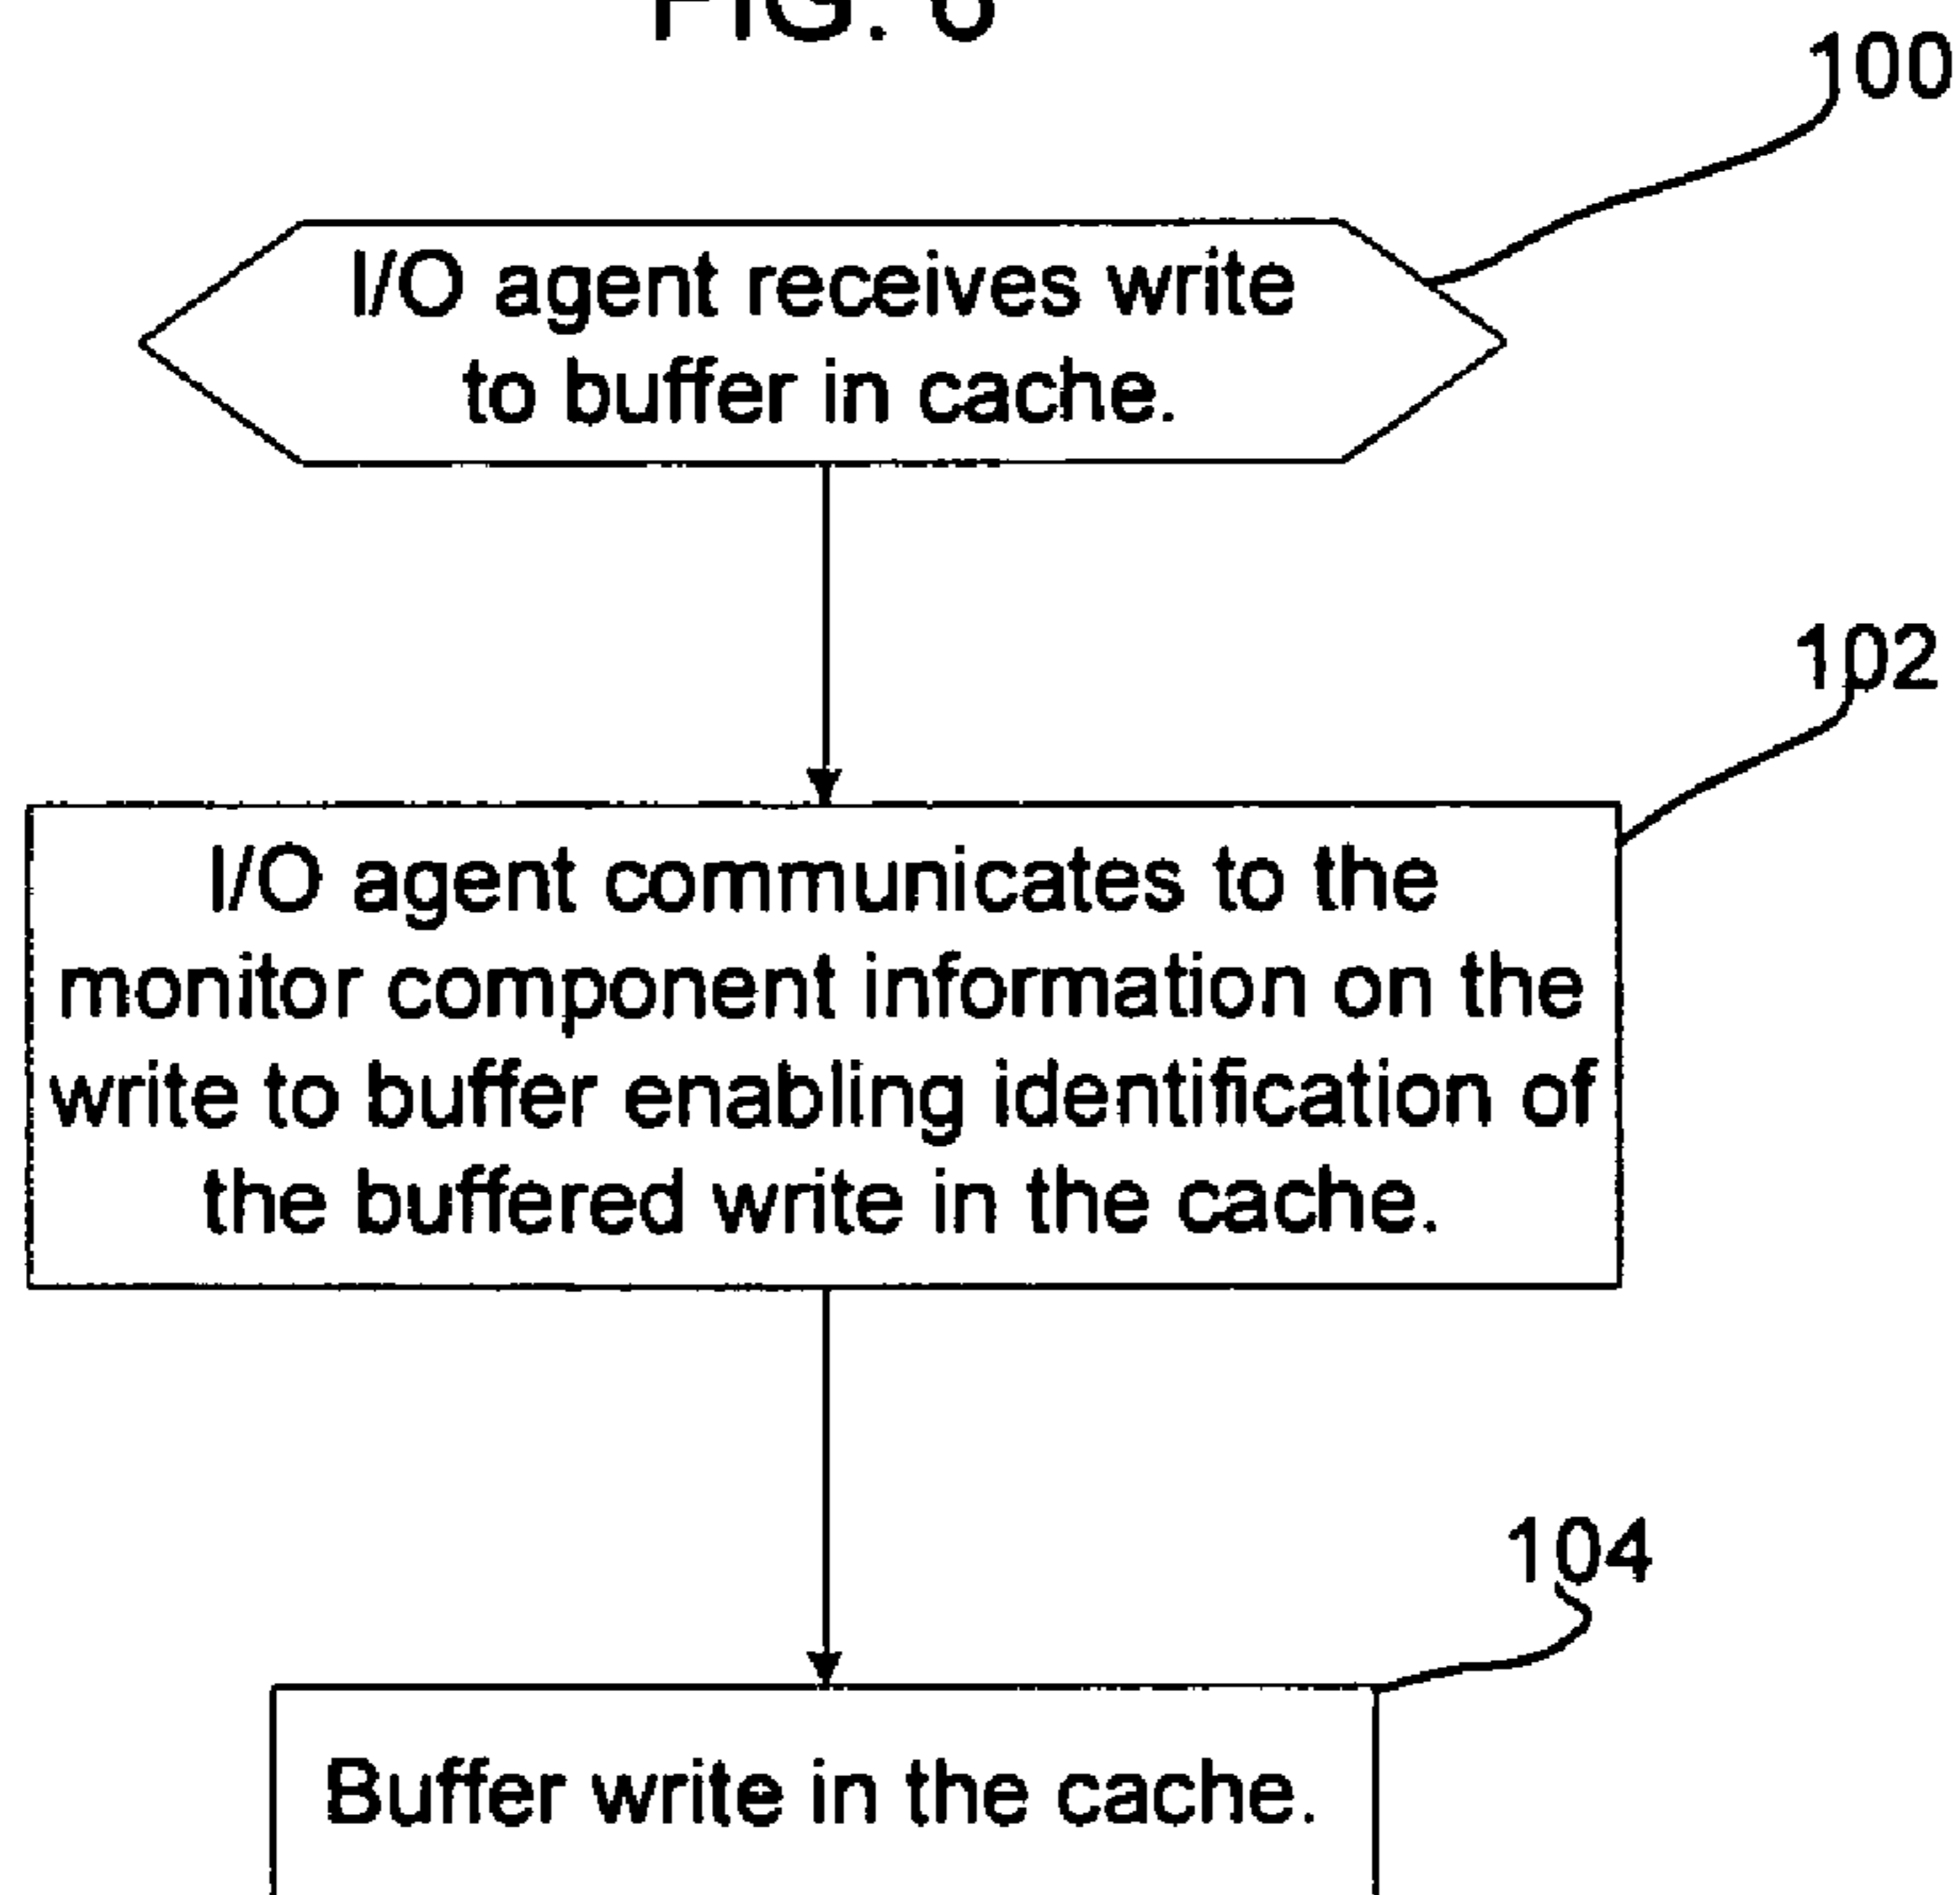 FIG. 6
100
I/O agent receives write
to buffer in cache.
102
I/O agent communicates to the
monitor component information on the
write to buffer enabling identification of
the buffered write in the cache.
104
Buffer write in the cache.